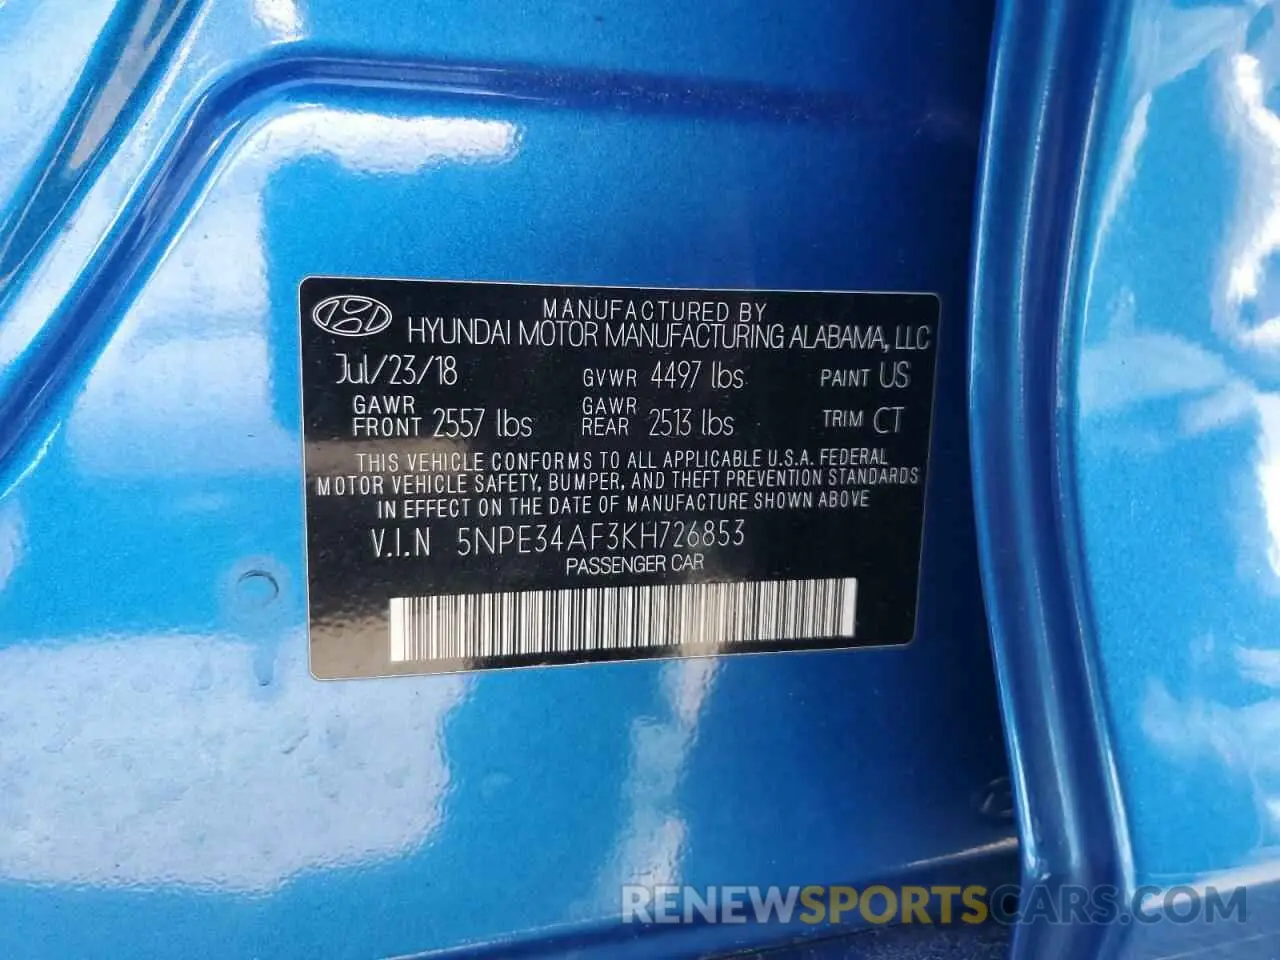 MANUFACTURED BY
HYUNDAI MOTOR MANUFACTURING ALABAMA, LLC
Jul/23/18 GVWR 4497 lbs PAINT US
GAWR FRONT 2557 lbs GAWR REAR 2513 lbs TRIM CT
THIS VEHICLE CONFORMS TO ALL APPLICABLE U.S.A. FEDERAL
MOTOR VEHICLE SAFETY, BUMPER, AND THEFT PREVENTION STANDARDS
IN EFFECT ON THE DATE OF MANUFACTURE SHOWN ABOVE
V.I.N 5NPE34AF3KH726853
PASSENGER CAR
RENEWSPORTSCARS.COM